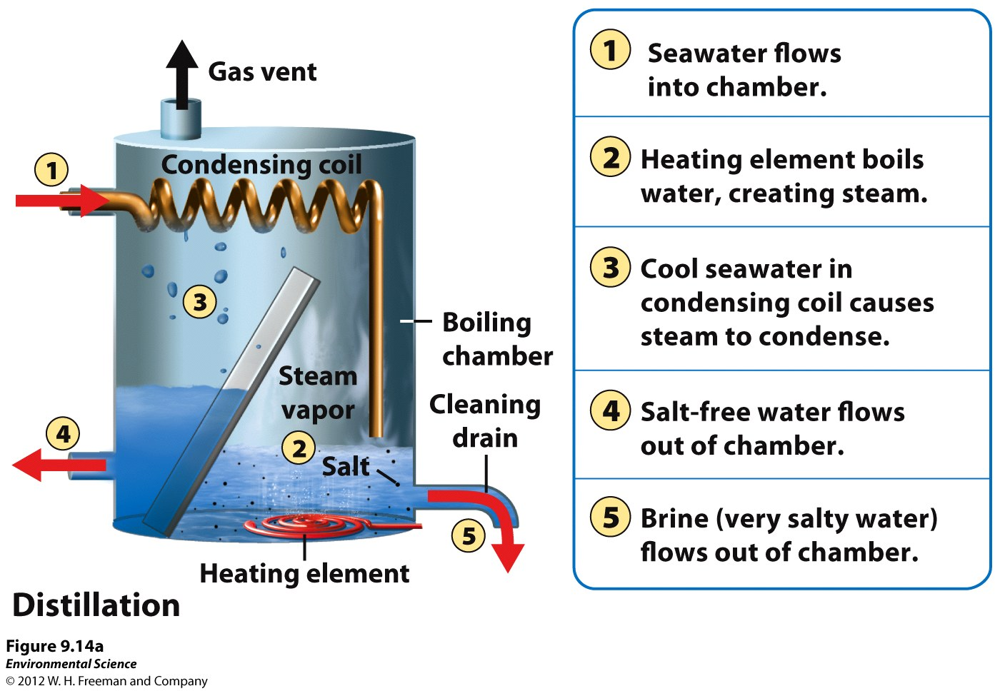 Gas vent
Condensing coil
1
3
Boiling
chamber
Steam
vapor
Cleaning
drain
4
2
Salt
5
Heating element
1 Seawater flows
into chamber.
2 Heating element boils
water, creating steam.
3 Cool seawater in
condensing coil causes
steam to condense.
4 Salt-free water flows
out of chamber.
5 Brine (very salty water)
flows out of chamber.
Distillation
Figure 9.14a
Environmental Science
© 2012 W. H. Freeman and Company